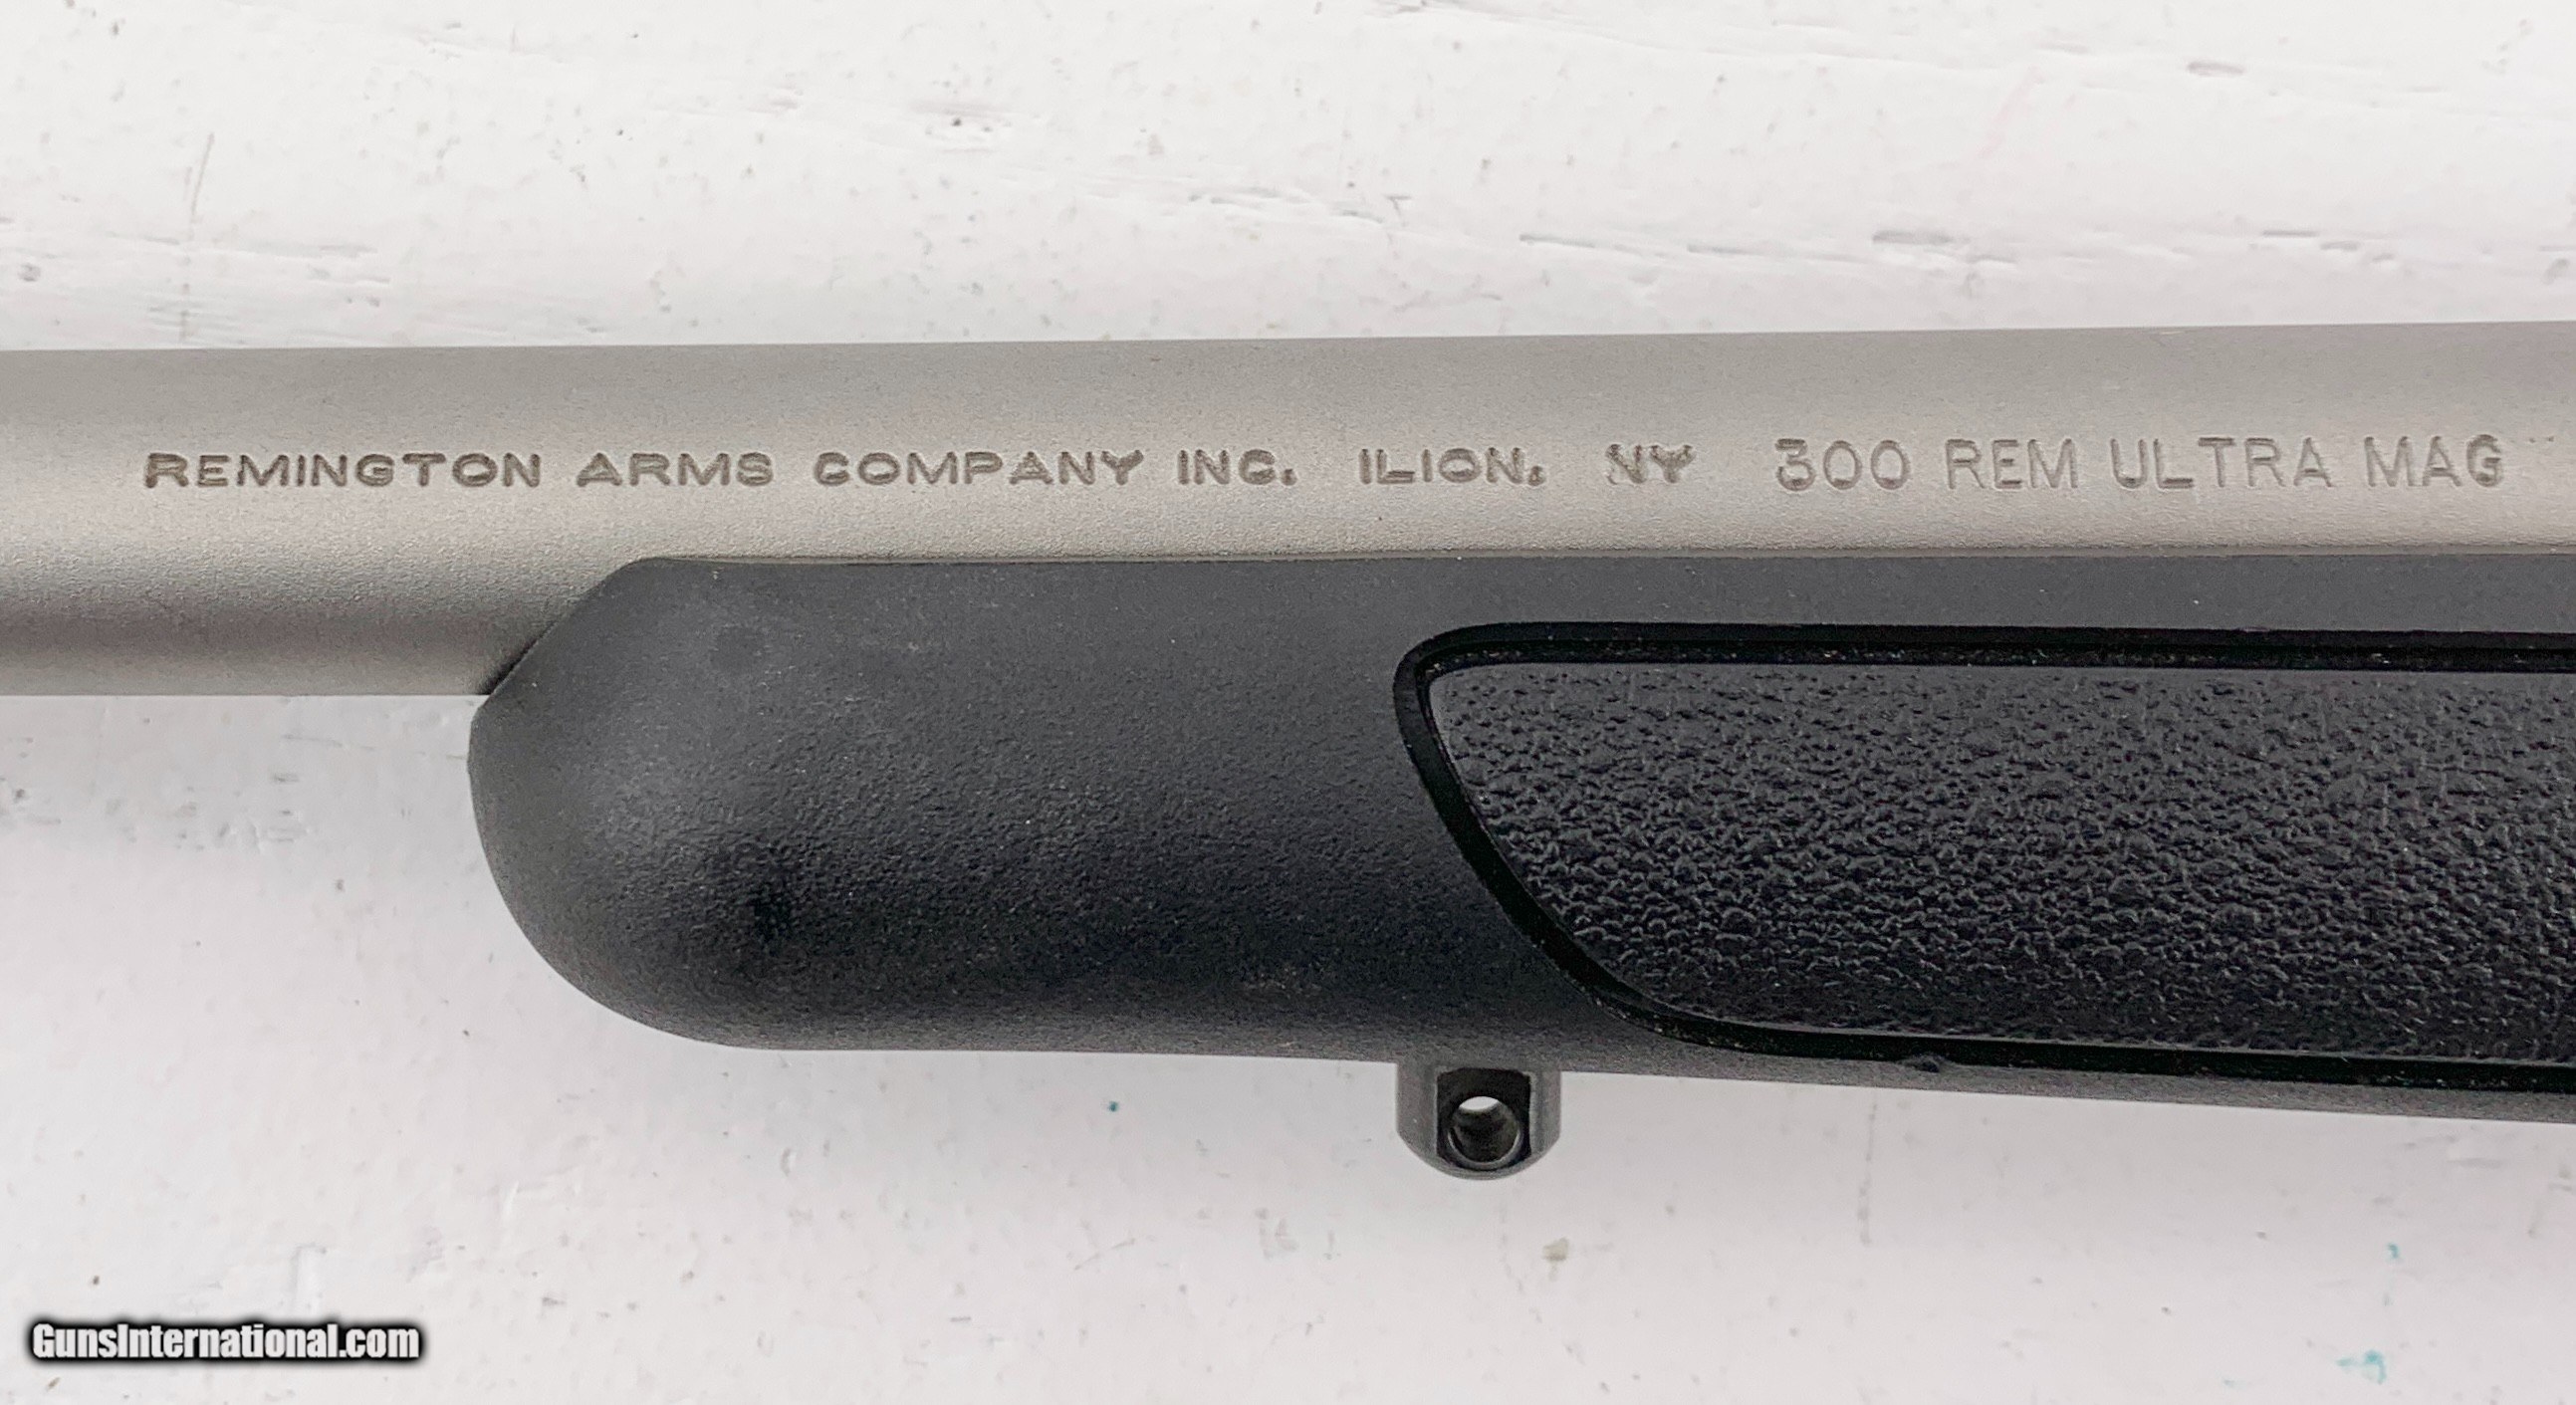 REMINGTON ARMS COMPANY INC. ILION, NY 300 REM ULTRA MAG
GunsInternational.com